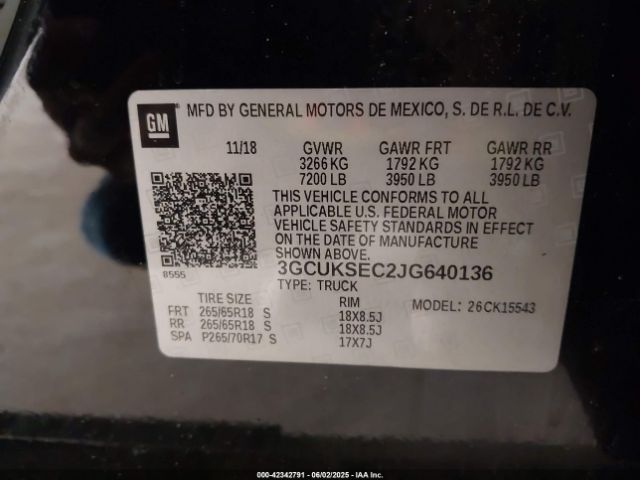 GM
MFD BY GENERAL MOTORS DE MEXICO, S. DE R.L. DE C.V.
11/18 GVWR GAWR FRT GAWR RR
3266 KG 1792 KG 1792 KG
7200 LB 3950 LB 3950 LB
THIS VEHICLE CONFORMS TO ALL
APPLICABLE U.S. FEDERAL MOTOR
VEHICLE SAFETY STANDARDS IN EFFECT
ON THE DATE OF MANUFACTURE
SHOWN ABOVE.
8555
3GCUKSEC2JG640136
TYPE: TRUCK
TIRE SIZE RIM MODEL: 26CK15543
FRT 265/65R18 S 18X8.5J
RR 265/65R18 S 18X8.5J
SPA P265/70R17 S 17X7J
000-42342791 - 06/02/2025 - IAA Inc.